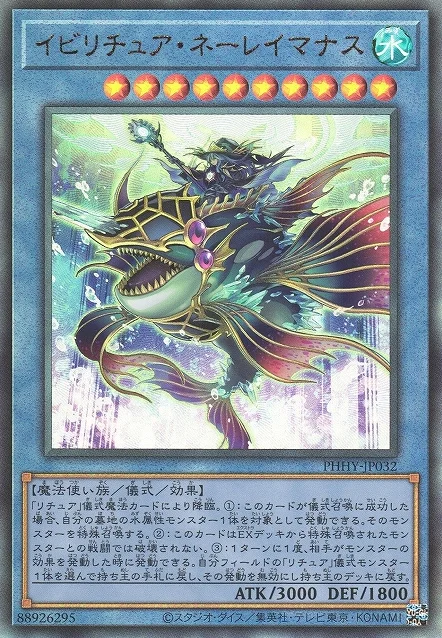 イビリチュア・ネーレイマナス
水
PHHY-JP032
【魔法使い族／儀式／効果】
「リチュア」儀式魔法カードにより降臨。①：このカードが儀式召喚に成功した
場合、自分の墓地の水属性モンスター1体を対象として発動できる。そのモン
スターを特殊召喚する。②：このカードはEXデッキから特殊召喚されたモン
スターとの戦闘では破壊されない。③：1ターンに1度、相手がモンスターの
効果を発動した時に発動できる。自分フィールドの「リチュア」儀式モンスター
1体を選んで持ち主の手札に戻し、その発動を無効にし持ち主のデッキに戻す。
ATK/3000 DEF/1800
88926295
©スタジオ・ダイス／集英社・テレビ東京・KONAMI